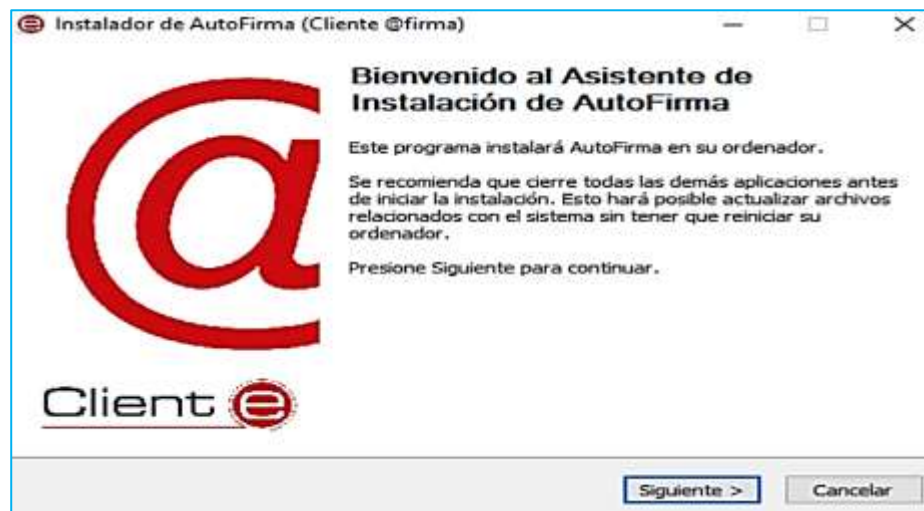 Instalador de AutoFirma (Cliente @firma)
Bienvenido al Asistente de
Instalación de AutoFirma
Este programa instalará AutoFirma en su ordenador.
Se recomienda que cierre todas las demás aplicaciones antes
de iniciar la instalación. Esto hará posible actualizar archivos
relacionados con el sistema sin tener que reiniciar su
ordenador.
Presione Siguiente para continuar.
@
Client e
Siguiente >
Cancelar